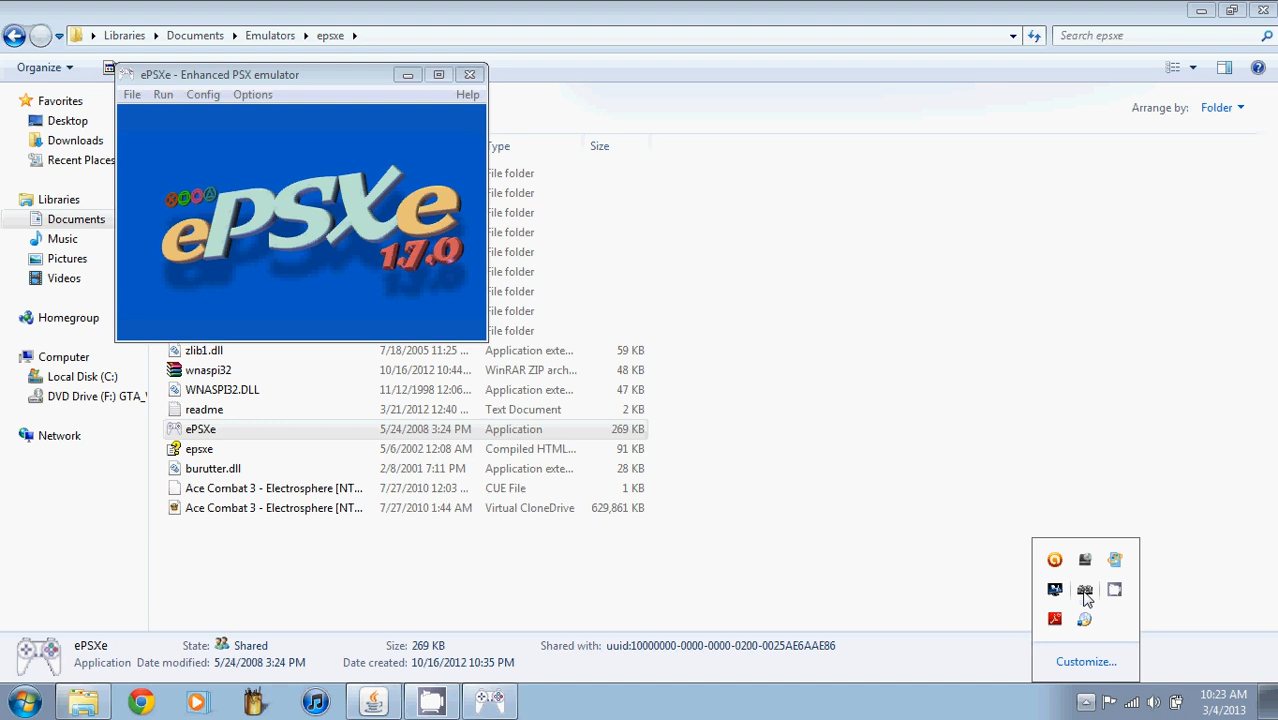 Libraries Documents Emulators epsxe
Search epsxe
Organize
ePSXe - Enhanced PSX emulator
File Run Config Options Help
ePSXe
1.7.0
Arrange by: Folder
Favorites
Desktop
Downloads
Recent Places
Libraries
Documents
Music
Pictures
Videos
Homegroup
Computer
Local Disk (C:)
DVD Drive (F:) GTA_
Network
Type Size
File folder
File folder
File folder
File folder
File folder
File folder
File folder
File folder
File folder
zlib1.dll 7/18/2005 11:25 ... Application exte... 59 KB
wnaspi32 10/16/2012 10:44... WinRAR ZIP arch... 48 KB
WNASPI32.DLL 11/12/1998 12:06... Application exte... 47 KB
readme 3/21/2012 12:40 ... Text Document 2 KB
ePSXe 5/24/2008 3:24 PM Application 269 KB
epsxe 5/6/2002 12:08 AM Compiled HTML... 91 KB
burutter.dll 2/8/2001 7:11 PM Application exte... 28 KB
Ace Combat 3 - Electrosphere [NT... 7/27/2010 12:03 ... CUE File 1 KB
Ace Combat 3 - Electrosphere [NT... 7/27/2010 1:44 AM Virtual CloneDrive 629,861 KB
Customize...
ePSXe State: Shared Size: 269 KB Shared with: uuid:10000000-0000-0000-0200-0025AE6AAE86
Application Date modified: 5/24/2008 3:24 PM Date created: 10/16/2012 10:35 PM
10:23 AM
3/4/2013